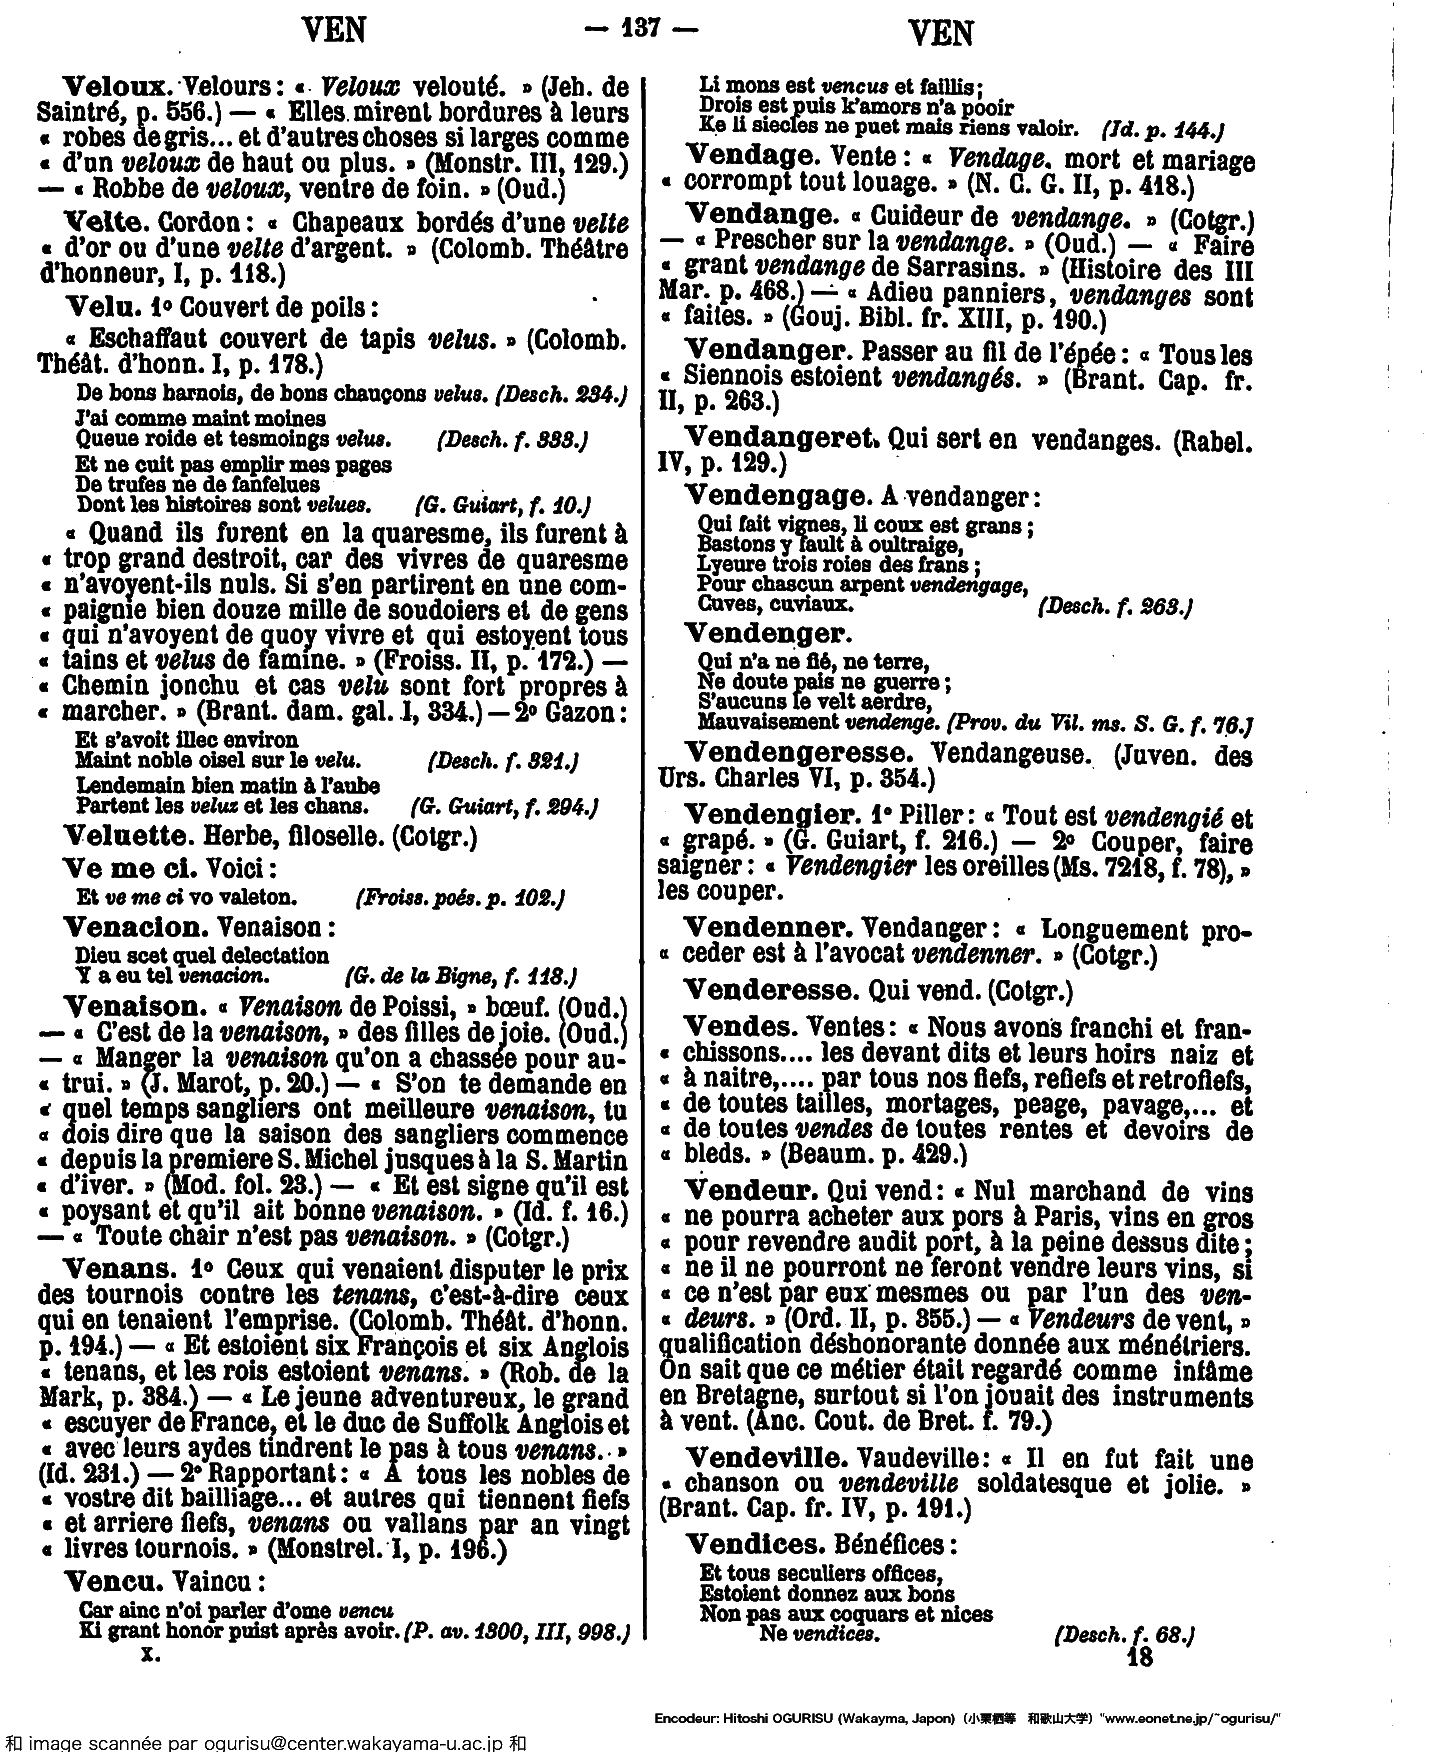 VEN — 137 — VEN
Veloux. Velours : « Veloux velouté. » (Jeh. de
Saintré, p. 556.) — « Elles mirent bordures à leurs
« robes de gris... et d'autres choses si larges comme
« d'un veloux de haut ou plus. » (Monstr. III, 129.)
— « Robbe de veloux, ventre de foin. » (Oud.)
Velte. Cordon : « Chapeaux bordés d'une velte
« d'or ou d'une velte d'argent. » (Colomb. Théâtre
d'honneur, I, p. 118.)
Velu. 1º Couvert de poils :
« Eschaffaut couvert de tapis velus. » (Colomb.
Théât. d'honn. I, p. 178.)
De bons harnois, de bons chauçons velus. (Desch. 234.)
J'ai comme maint moines
Queue roide et tesmoings velus. (Desch. f. 333.)
Et ne cuit pas emplir mes pages
De trufes ne de fanfelues
Dont les histoires sont velues. (G. Guiart, f. 10.)
« Quand ils furent en la quaresme, ils furent à
« trop grand destroit, car des vivres de quaresme
« n'avoyent-ils nuls. Si s'en partirent en une com-
« paignie bien douze mille de soudoiers et de gens
« qui n'avoyent de quoy vivre et qui estoyent tous
« tains et velus de famine. » (Froiss. II, p. 172.) —
« Chemin jonchu et cas velu sont fort propres à
« marcher. » (Brant. dam. gal. I, 334.) — 2º Gazon :
Et s'avoit illec environ
Maint noble oisel sur le velu. (Desch. f. 321.)
Lendemain bien matin à l'aube
Partent les veluz et les chans. (G. Guiart, f. 294.)
Veluette. Herbe, filoselle. (Cotgr.)
Ve me ci. Voici :
Et ve me ci vo valeton. (Froiss. poés. p. 102.)
Venacion. Venaison :
Dieu scet quel delectation
Y a eu tel venacion. (G. de la Bigne, f. 118.)
Venaison. « Venaison de Poissi, » bœuf. (Oud.)
— « C'est de la venaison, » des filles de joie. (Oud.)
— « Manger la venaison qu'on a chassée pour au-
« trui. » (J. Marot, p. 20.) — « S'on te demande en
« quel temps sangliers ont meilleure venaison, tu
« dois dire que la saison des sangliers commence
« depuis la premiere S. Michel jusques à la S. Martin
« d'iver. » (Mod. fol. 23.) — « Et est signe qu'il est
« poysant et qu'il ait bonne venaison. » (Id. f. 16.)
— « Toute chair n'est pas venaison. » (Cotgr.)
Venans. 1º Ceux qui venaient disputer le prix
des tournois contre les tenans, c'est-à-dire ceux
qui en tenaient l'emprise. (Colomb. Théât. d'honn.
p. 194.) — « Et estoient six François et six Anglois
« tenans, et les rois estoient venans. » (Rob. de la
Mark, p. 384.) — « Le jeune adventureux, le grand
« escuyer de France, et le duc de Suffolk Anglois et
« avec leurs aydes tindrent le pas à tous venans. »
(Id. 231.) — 2º Rapportant : « A tous les nobles de
« vostre dit bailliage... et autres qui tiennent fiefs
« et arriere fiefs, venans ou vallans par an vingt
« livres tournois. » (Monstrel. I, p. 196.)
Vencu. Vaincu :
Car ainc n'oi parler d'ome vencu
Ki grant honor puist après avoir. (P. av. 1300, III, 998.)
X.
Li mons est vencus et faillis ;
Drois est puis k'amors n'a pooir
Ke li siecles ne puet mais riens valoir. (Id. p. 144.)
Vendage. Vente : « Vendage, mort et mariage
« corrompt tout louage. » (N. C. G. II, p. 418.)
Vendange. « Cuideur de vendange. » (Cotgr.)
— « Prescher sur la vendange. » (Oud.) — « Faire
« grant vendange de Sarrasins. » (Histoire des III
Mar. p. 468.) — « Adieu panniers, vendanges sont
« faites. » (Gouj. Bibl. fr. XIII, p. 190.)
Vendanger. Passer au fil de l'épée : « Tous les
« Siennois estoient vendangés. » (Brant. Cap. fr.
II, p. 263.)
Vendangeret. Qui sert en vendanges. (Rabel.
IV, p. 129.)
Vendengage. A vendanger :
Qui fait vignes, li coux est grans ;
Bastons y fault à oultraige,
Lyeure trois roies des frans ;
Pour chascun arpent vendengage,
Cuves, cuviaux. (Desch. f. 263.)
Vendenger.
Qui n'a ne fié, ne terre,
Ne doute pais ne guerre ;
S'aucuns le velt aerdre,
Mauvaisement vendenge. (Prov. du Vil. ms. S. G. f. 76.)
Vendengeresse. Vendangeuse. (Juven. des
Urs. Charles VI, p. 354.)
Vendengier. 1º Piller : « Tout est vendengié et
« grapé. » (G. Guiart, f. 216.) — 2º Couper, faire
saigner : « Vendengier les oreilles (Ms. 7218, f. 78), »
les couper.
Vendenner. Vendanger : « Longuement pro-
« ceder est à l'avocat vendenner. » (Cotgr.)
Venderesse. Qui vend. (Cotgr.)
Vendes. Ventes : « Nous avons franchi et fran-
« chissons.... les devant dits et leurs hoirs naiz et
« à naitre,.... par tous nos fiefs, refiefs et retrofiefs,
« de toutes tailles, mortages, peage, pavage,... et
« de toutes vendes de toutes rentes et devoirs de
« bleds. » (Beaum. p. 429.)
Vendeur. Qui vend : « Nul marchand de vins
« ne pourra acheter aux pors à Paris, vins en gros
« pour revendre audit port, à la peine dessus dite ;
« ne il ne pourront ne feront vendre leurs vins, si
« ce n'est par eux mesmes ou par l'un des ven-
« deurs. » (Ord. II, p. 355.) — « Vendeurs de vent, »
qualification déshonorante donnée aux ménétriers.
On sait que ce métier était regardé comme infâme
en Bretagne, surtout si l'on jouait des instruments
à vent. (Anc. Cout. de Bret. f. 79.)
Vendeville. Vaudeville : « Il en fut fait une
« chanson ou vendeville soldatesque et jolie. »
(Brant. Cap. fr. IV, p. 191.)
Vendices. Bénéfices :
Et tous seculiers offices,
Estoient donnez aux bons
Non pas aux coquars et nices
Ne vendices. (Desch. f. 68.)
18
Encodeur: Hitoshi OGURISU (Wakayma, Japon) (小栗栖等 和歌山大学) "www.eonet.ne.jp/~ogurisu/"
和 image scannée par ogurisu@center.wakayama-u.ac.jp 和